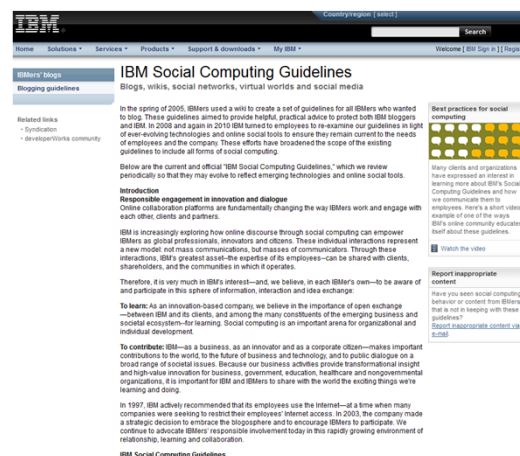 Country/region [ select ]
IBM.
Search
Home Solutions Services Products Support & downloads My IBM Welcome [ IBM Sign in ] [ Regis
IBMers' blogs
Blogging guidelines
Related links
- Syndication
- developerWorks community
IBM Social Computing Guidelines
Blogs, wikis, social networks, virtual worlds and social media
In the spring of 2005, IBMers used a wiki to create a set of guidelines for all IBMers who wanted
to blog. These guidelines aimed to provide helpful, practical advice to protect both IBM bloggers
and IBM. In 2008 and again in 2010 IBM turned to employees to re-examine our guidelines in light
of ever-evolving technologies and online social tools to ensure they remain current to the needs
of employees and the company. These efforts have broadened the scope of the existing
guidelines to include all forms of social computing.
Below are the current and official "IBM Social Computing Guidelines," which we review
periodically so that they may evolve to reflect emerging technologies and online social tools.
Introduction
Responsible engagement in innovation and dialogue
Online collaboration platforms are fundamentally changing the way IBMers work and engage with
each other, clients and partners.
IBM is increasingly exploring how online discourse through social computing can empower
IBMers as global professionals, innovators and citizens. These individual interactions represent
a new model: not mass communications, but masses of communicators. Through these
interactions, IBM's greatest asset—the expertise of its employees—can be shared with clients,
shareholders, and the communities in which it operates.
Therefore, it is very much in IBM's interest—and, we believe, in each IBMer's own—to be aware of
and participate in this sphere of information, interaction and idea exchange:
To learn: As an innovation-based company, we believe in the importance of open exchange
—between IBM and its clients, and among the many constituents of the emerging business and
societal ecosystem—for learning. Social computing is an important arena for organizational and
individual development.
To contribute: IBM—as a business, as an innovator and as a corporate citizen—makes important
contributions to the world, to the future of business and technology, and to public dialogue on a
broad range of societal issues. Because our business activities provide transformational insight
and high-value innovation for business, government, education, healthcare and nongovernmental
organizations, it is important for IBM and IBMers to share with the world the exciting things we're
learning and doing.
In 1997, IBM actively recommended that its employees use the Internet—at a time when many
companies were seeking to restrict their employees' Internet access. In 2003, the company made
a strategic decision to embrace the blogosphere and to encourage IBMers to participate. We
continue to advocate IBMers' responsible involvement today in this rapidly growing environment of
relationship, learning and collaboration.
IBM Social Computing Guidelines
Best practices for social
computing
Many clients and organizations
have expressed an interest in
learning more about IBM's Social
Computing Guidelines and how
we communicate them to
employees. Here's a short video
example of one of the ways
IBM's online community educates
itself about these guidelines.
Watch the video
Report inappropriate
content
Have you seen social computing
behavior or content from IBMers
that is not in keeping with these
guidelines?
Report inappropriate content via
e-mail.